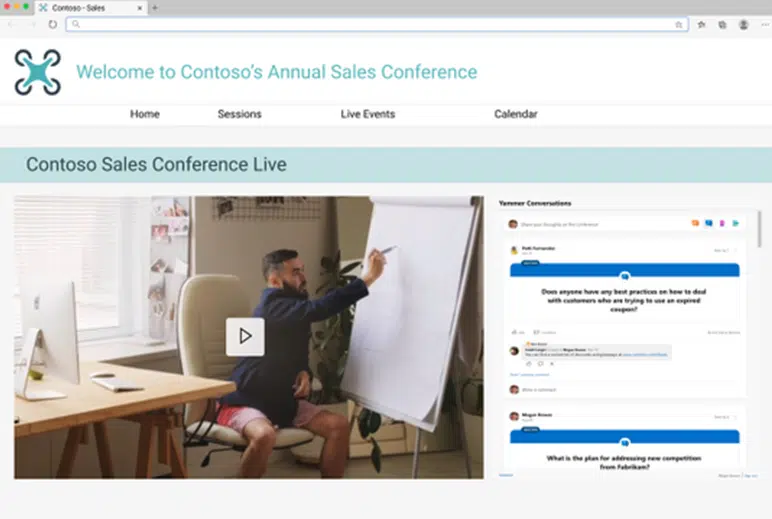 Contoso - Sales
Welcome to Contoso's Annual Sales Conference
Home
Sessions
Live Events
Calendar
Contoso Sales Conference Live
Yammer Conversations
Share your thoughts on the conference
Patti Fernandez
Does anyone have any best practices on how to deal
with customers who are trying to use an expired
coupon?
Megan Bowen
What is the plan for addressing new competition
from Fabrikam?